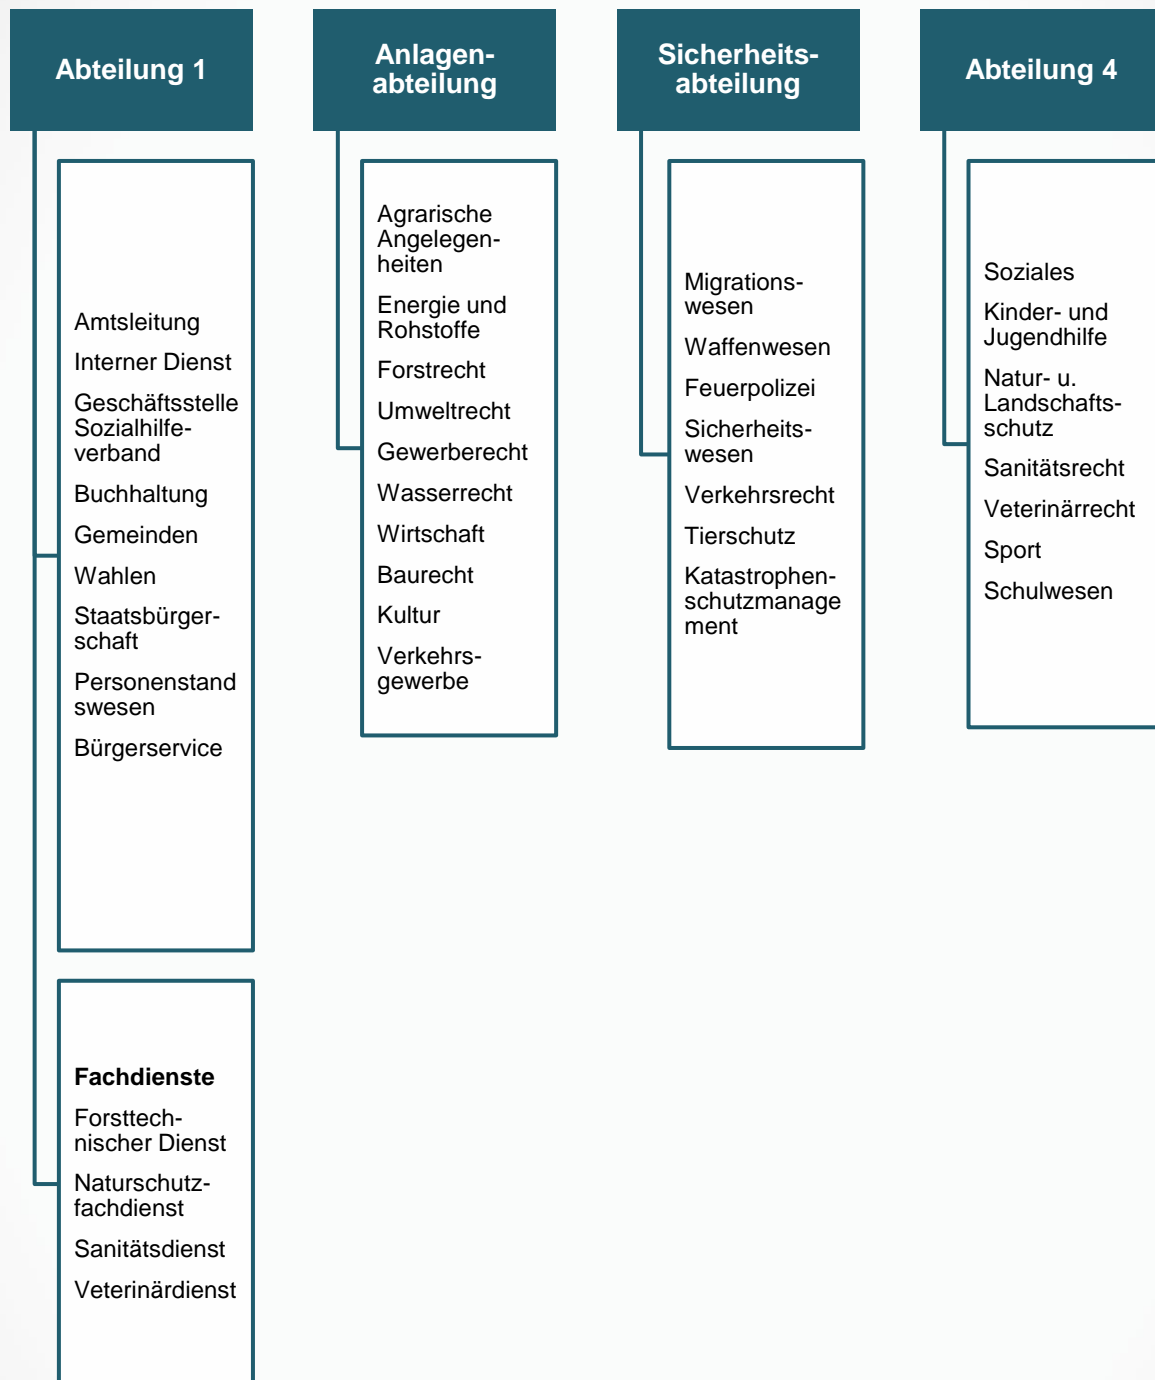 Abteilung 1
Amtsleitung
Interner Dienst
Geschäftsstelle
Sozialhilfe-
verband
Buchhaltung
Gemeinden
Wahlen
Staatsbürger-
schaft
Personenstand
swesen
Bürgerservice
Fachdienste
Forsttech-
nischer Dienst
Naturschutz-
fachdienst
Sanitätsdienst
Veterinärdienst
Anlagen-
abteilung
Agrarische
Angelegen-
heiten
Energie und
Rohstoffe
Forstrecht
Umweltrecht
Gewerberecht
Wasserrecht
Wirtschaft
Baurecht
Kultur
Verkehrs-
gewerbe
Sicherheits-
abteilung
Migrations-
wesen
Waffenwesen
Feuerpolizei
Sicherheits-
wesen
Verkehrsrecht
Tierschutz
Katastrophen-
schutzmanage
ment
Abteilung 4
Soziales
Kinder- und
Jugendhilfe
Natur- u.
Landschafts-
schutz
Sanitätsrecht
Veterinärrecht
Sport
Schulwesen